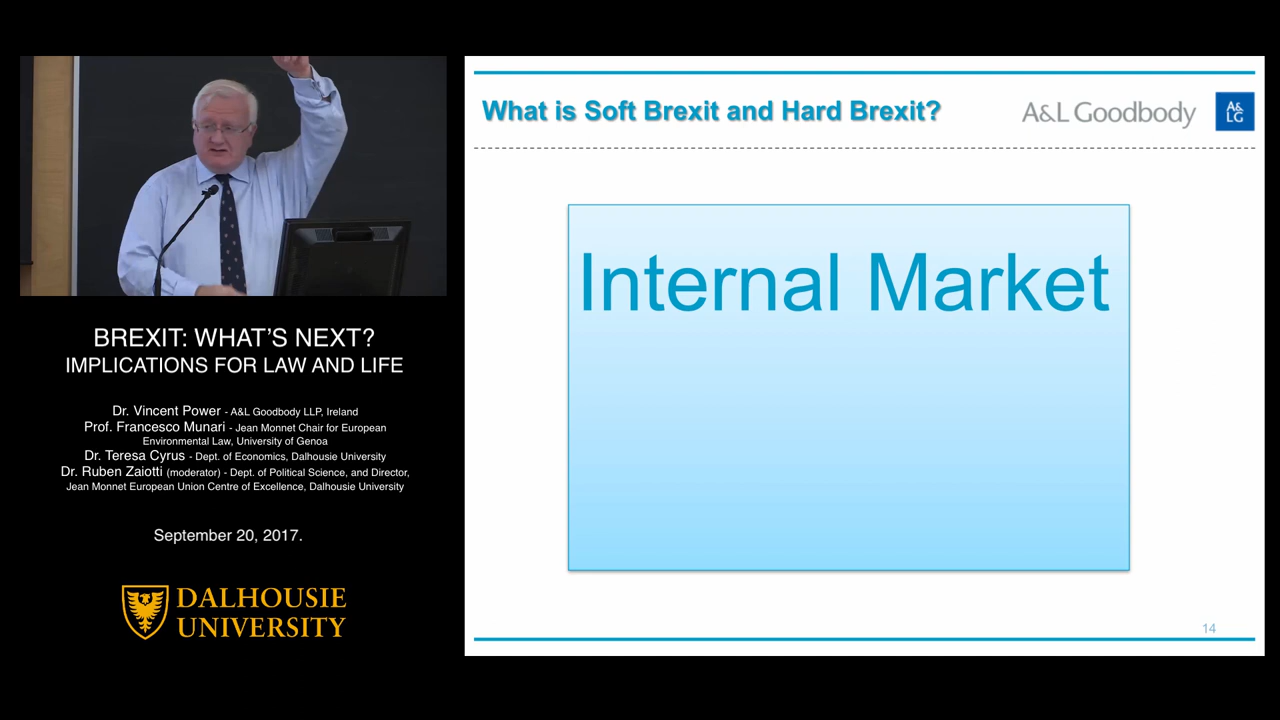 BREXIT: WHAT'S NEXT?
IMPLICATIONS FOR LAW AND LIFE
Dr. Vincent Power - A&L Goodbody LLP, Ireland
Prof. Francesco Munari - Jean Monnet Chair for European
Environmental Law, University of Genoa
Dr. Teresa Cyrus - Dept. of Economics, Dalhousie University
Dr. Ruben Zaiotti (moderator) - Dept. of Political Science, and Director,
Jean Monnet European Union Centre of Excellence, Dalhousie University
September 20, 2017.
DALHOUSIE
UNIVERSITY
What is Soft Brexit and Hard Brexit?
A&L Goodbody
A&
LG
Internal Market
14